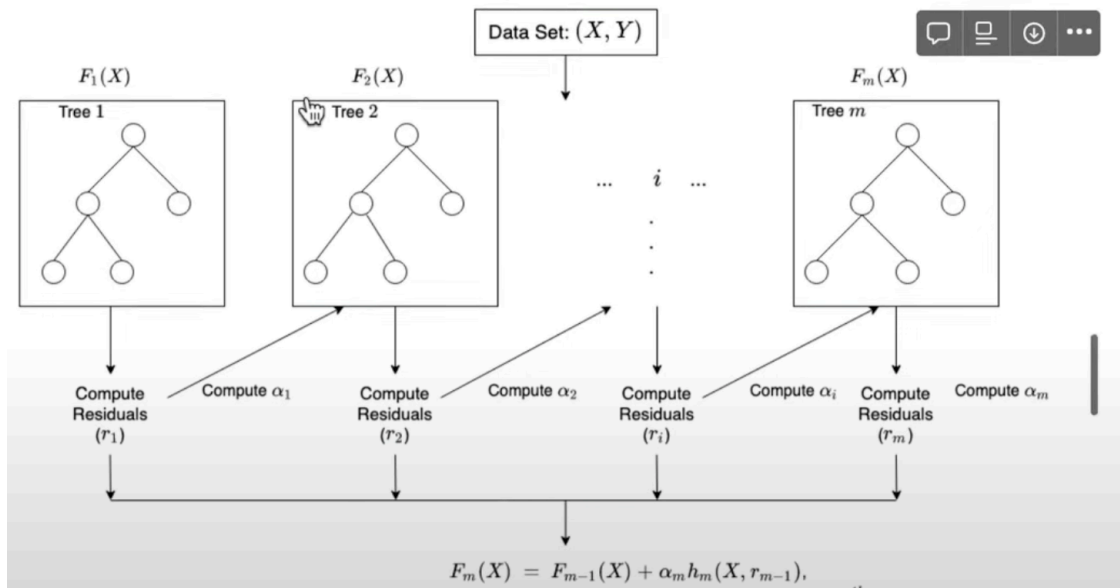 Data Set: (X, Y)
F₁(X)
F₂(X)
Fₘ(X)
Tree 1
Tree 2
Tree m
... i ...
.
.
.
Compute
Residuals
(r₁)
Compute α₁
Compute
Residuals
(r₂)
Compute α₂
Compute
Residuals
(rᵢ)
Compute αᵢ
Compute
Residuals
(rₘ)
Compute αₘ
Fₘ(X) = Fₘ₋₁(X) + αₘhₘ(X, rₘ₋₁),